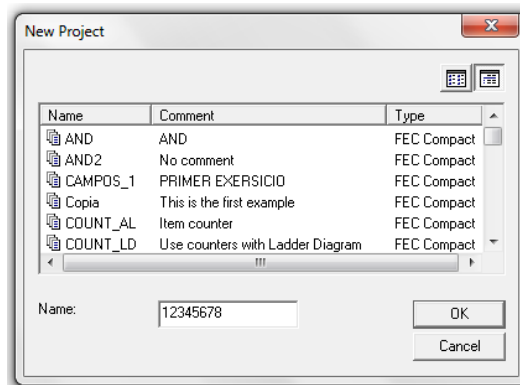 New Project
Name Comment Type
AND AND FEC Compact
AND2 No comment FEC Compact
CAMPOS_1 PRIMER EXERSICIO FEC Compact
Copia This is the first example FEC Compact
COUNT_AL Item counter FEC Compact
COUNT_LD Use counters with Ladder Diagram FEC Compact
Name: 12345678
OK
Cancel